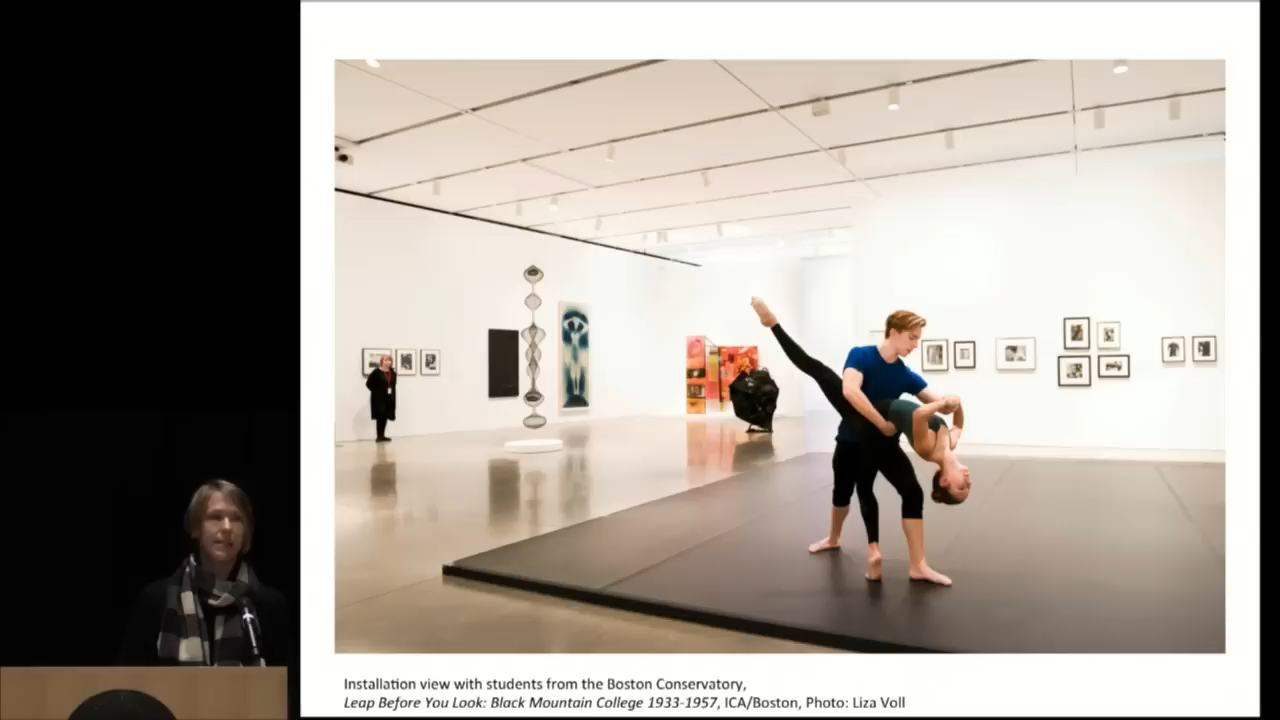 Installation view with students from the Boston Conservatory,
Leap Before You Look: Black Mountain College 1933-1957, ICA/Boston, Photo: Liza Voll